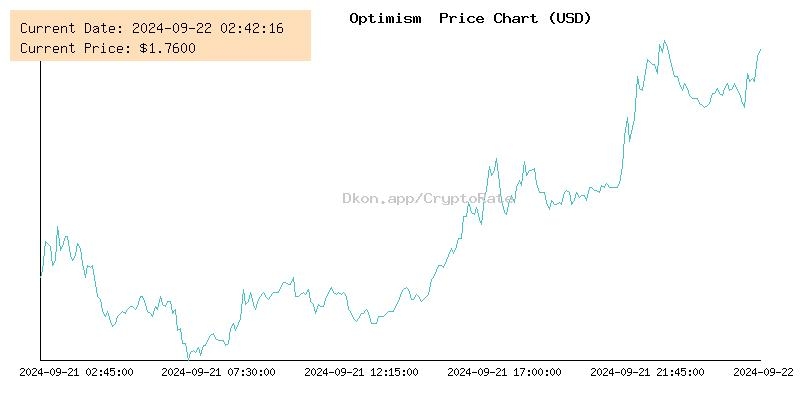 Optimism  Price Chart (USD)
Current Date: 2024-09-22 02:42:16
Current Price: $1.7600
Dkon.app/CryptoRate
2024-09-21 02:45:00 2024-09-21 07:30:00 2024-09-21 12:15:00 2024-09-21 17:00:00 2024-09-21 21:45:00 2024-09-22